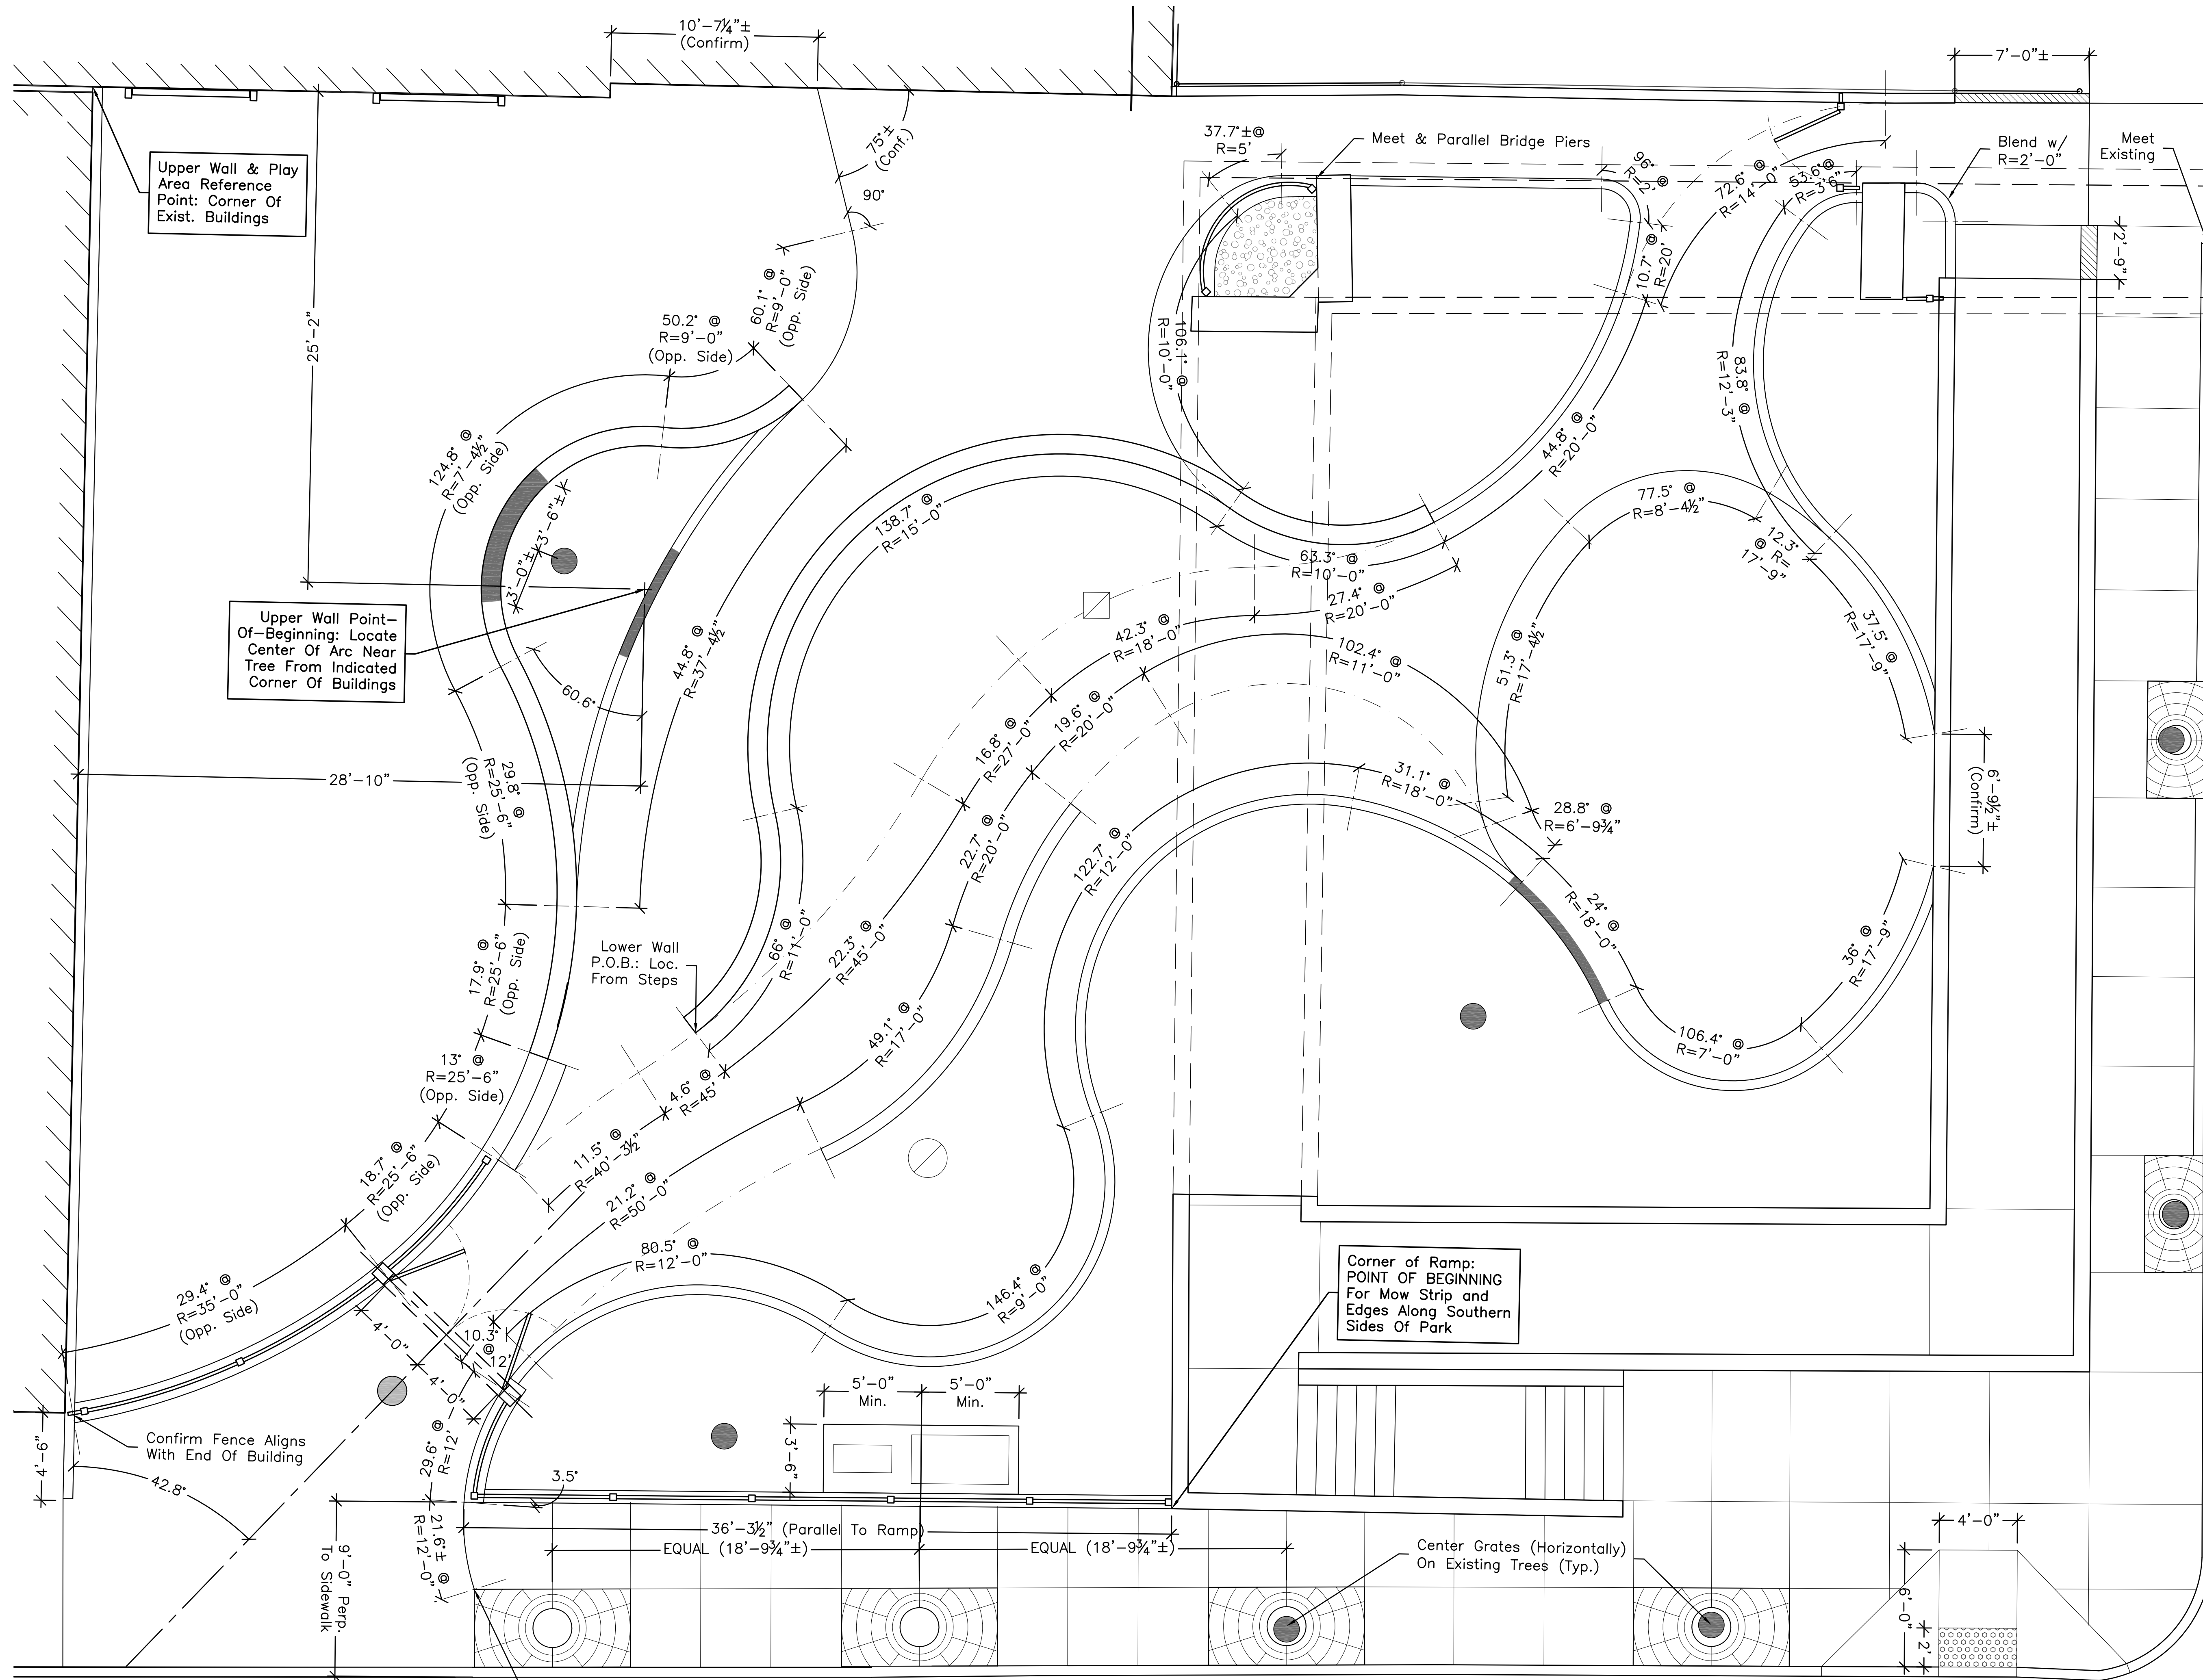 10'-7¼"±
(Confirm)
7'-0"±
75°±
(Conf.)
90°
37.7°±@
R=5'
Meet & Parallel Bridge Piers
96° @
R=2'
72.6° @
R=14'-0"
53.6°@
R=3'6"
Blend w/
R=2'-0"
Meet
Existing
Upper Wall & Play
Area Reference
Point: Corner Of
Exist. Buildings
2'-9"
25'-2"
60.1° @
R=9'-0"
(Opp. Side)
50.2° @
R=9'-0"
(Opp. Side)
10.7° @
R=20'
106.1° @
R=10'-0"
83.8° @
R=12'-3"
124.8° @
R=7'-4½"
(Opp. Side)
44.8° @
R=20'-0"
3'-6"±
3'-0"±
138.7° @
R=15'-0"
77.5° @
R=8'-4½"
12.3°
@ R=
17'-9"
63.3° @
R=10'-0"
27.4° @
R=20'-0"
Upper Wall Point-
Of-Beginning: Locate
Center Of Arc Near
Tree From Indicated
Corner Of Buildings
60.6°
44.8° @
R=37'-4½"
42.3° @
R=18'-0"
102.4° @
R=11'-0"
51.3° @
R=17'-4½"
37.5° @
R=17'-9"
28'-10"
29.8° @
R=25'-6"
(Opp. Side)
16.8° @
R=27'-0"
19.6° @
R=20'-0"
31.1° @
R=18'-0"
28.8° @
R=6'-9¾"
6'-9½"±
(Confirm)
22.7° @
R=20'-0"
122.7° @
R=12'-0"
17.9° @
R=25'-6"
(Opp. Side)
Lower Wall
P.O.B.: Loc.
From Steps
66° @
R=11'-0"
22.3° @
R=45'-0"
24° @
R=18'-0"
36° @
R=17'-9"
13° @
R=25'-6"
(Opp. Side)
49.1° @
R=17'-0"
106.4° @
R=7'-0"
4.6° @
R=45'
11.5° @
R=40'-3½"
18.7° @
R=25'-6"
(Opp. Side)
21.2° @
R=50'-0"
80.5° @
R=12'-0"
146.4° @
R=9'-0"
29.4° @
R=35'-0"
(Opp. Side)
Corner of Ramp:
POINT OF BEGINNING
For Mow Strip and
Edges Along Southern
Sides Of Park
4'-0"
10.3°
@
12'
4'-0"
5'-0"
Min.
5'-0"
Min.
3'-6"
29.6° @
R=12'
4'-6"
Confirm Fence Aligns
With End Of Building
42.8°
3.5°
36'-3½" (Parallel To Ramp)
EQUAL (18'-9¾"±)
EQUAL (18'-9¾"±)
21.6°± @
R=12'-0"
9'-0" Perp.
To Sidewalk
Center Grates (Horizontally)
On Existing Trees (Typ.)
4'-0"
6'-0"
2'